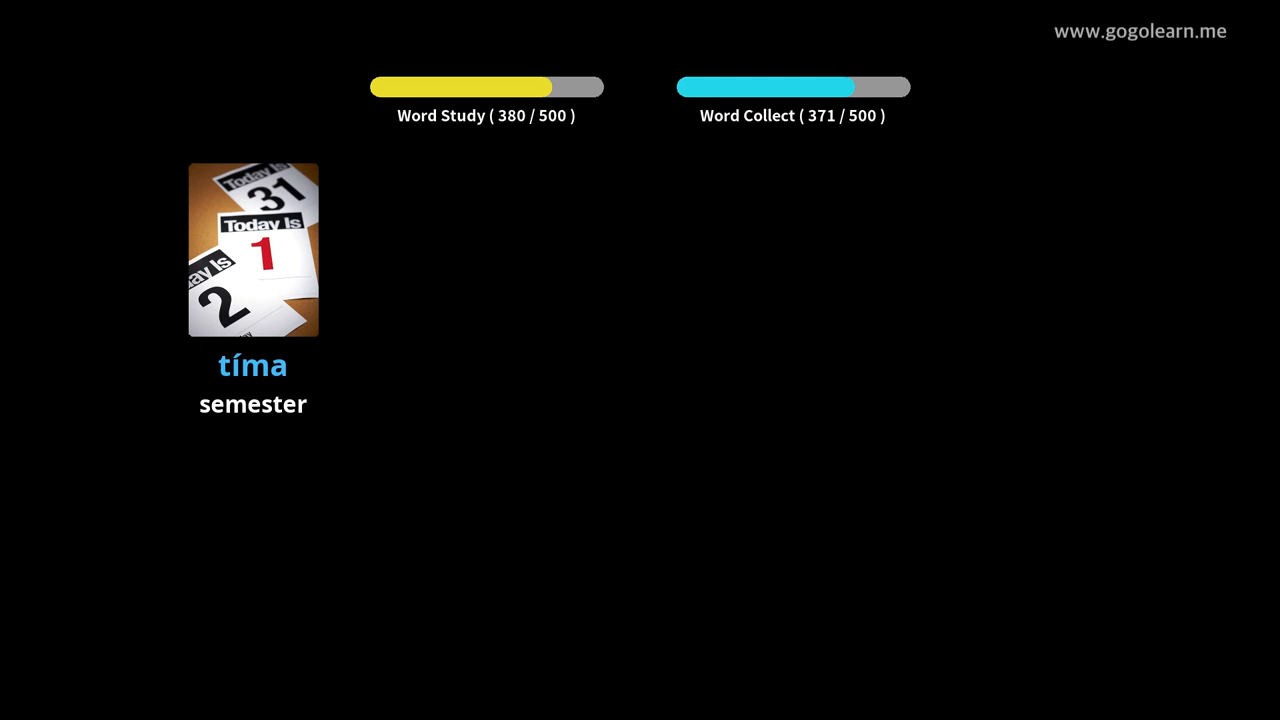 www.gogolearn.me
Word Study ( 380 / 500 )
Word Collect ( 371 / 500 )
Today Is
31
Today Is
1
ay Is
2
tíma
semester